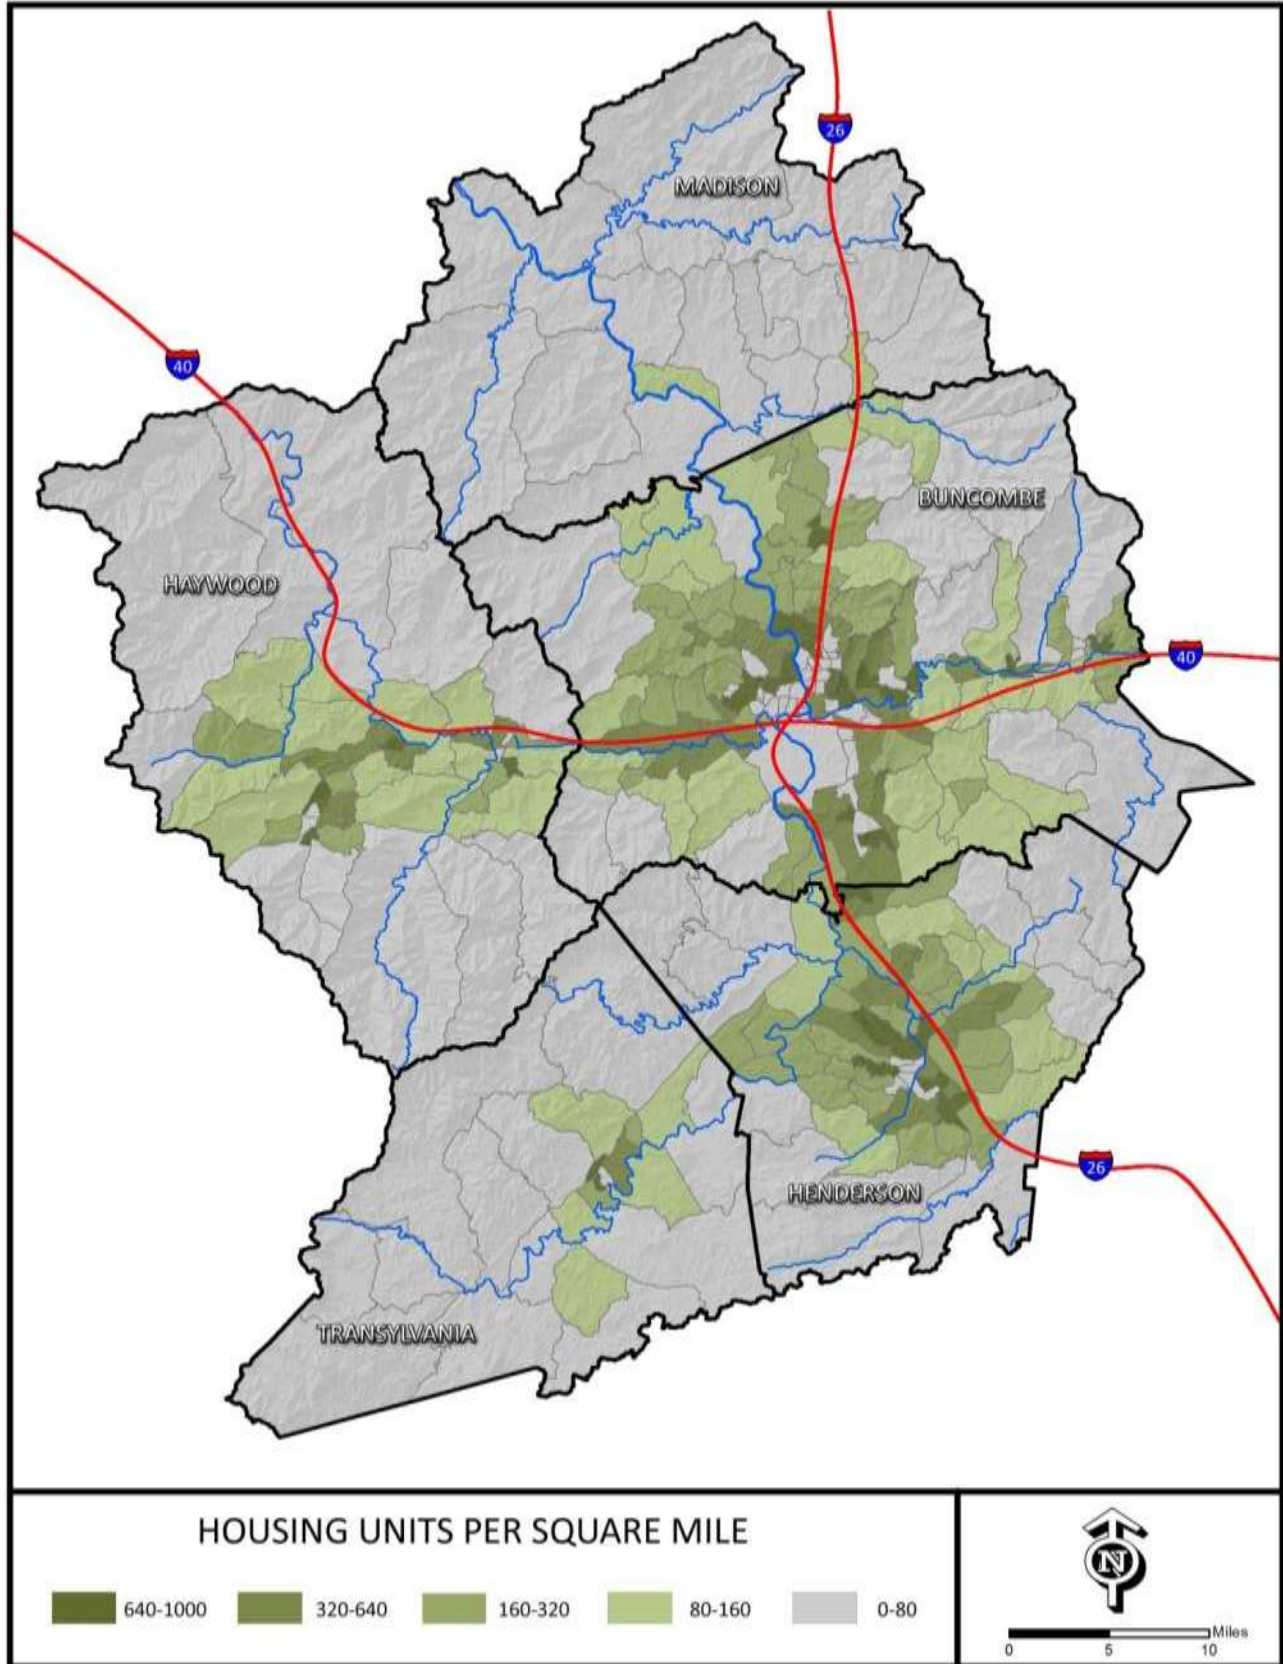 26
MADISON
40
BUNCOMBE
HAYWOOD
40
26
HENDERSON
TRANSYLVANIA
HOUSING UNITS PER SQUARE MILE
640-1000 320-640 160-320 80-160 0-80
N
Miles
0 5 10